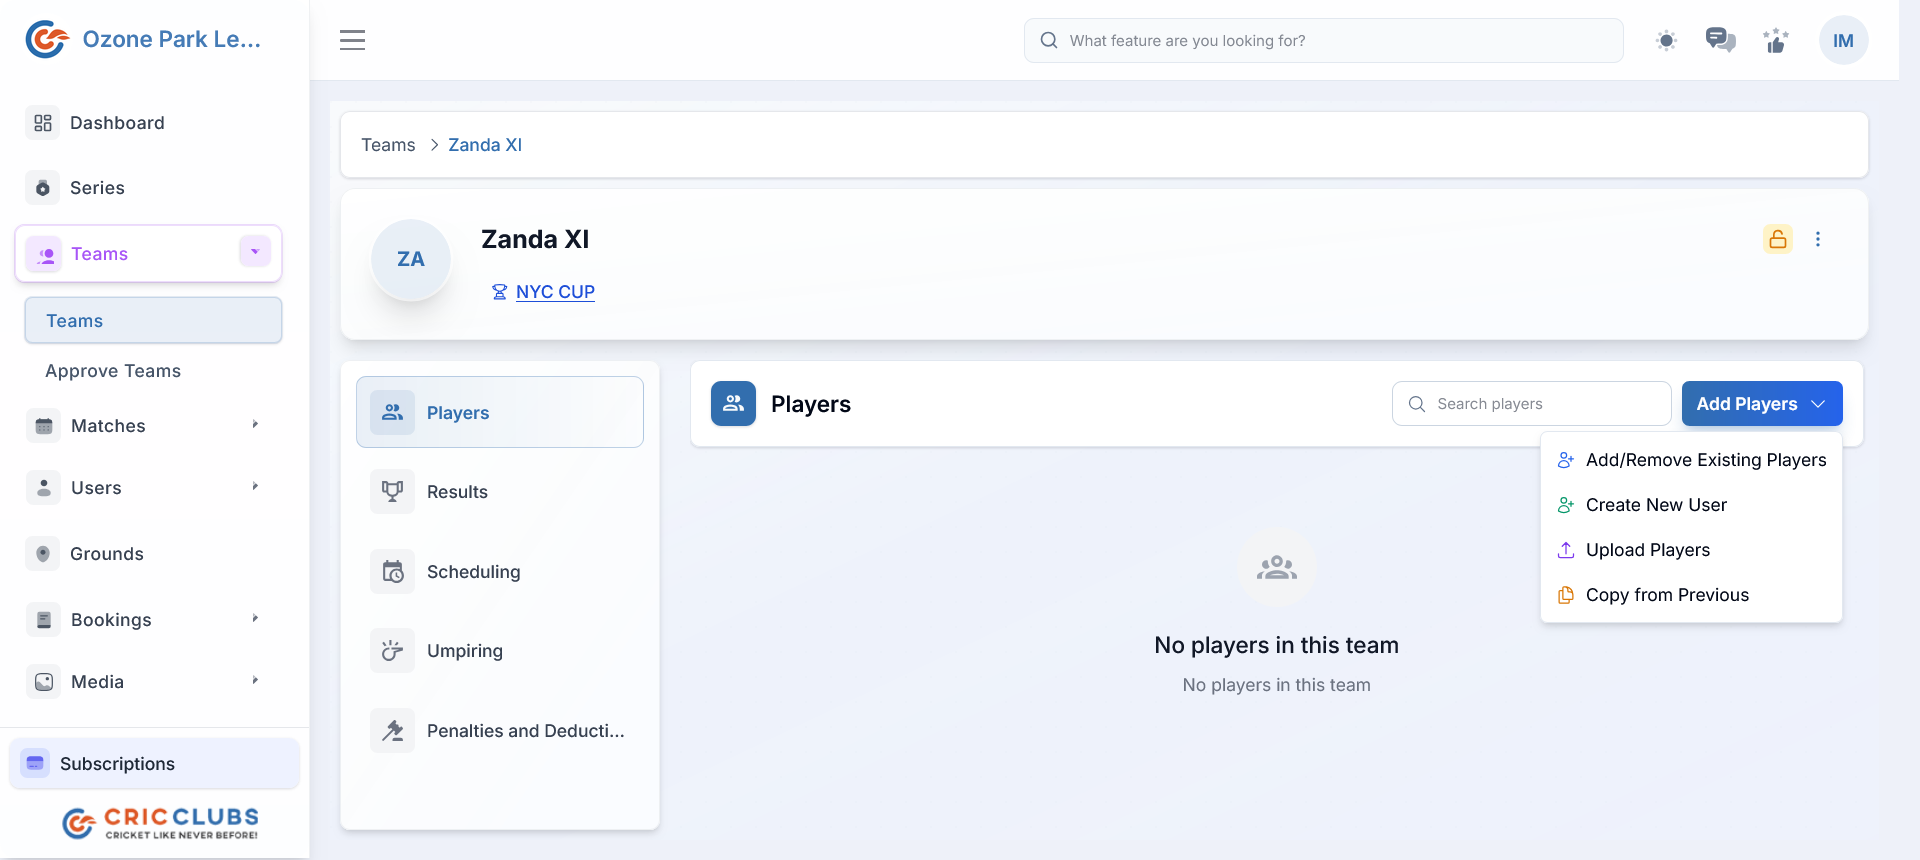 Ozone Park Le...
Dashboard
Series
Teams
Teams
Approve Teams
Matches
Users
Grounds
Bookings
Media
Subscriptions
CRICCLUBS
CRICKET LIKE NEVER BEFORE!
What feature are you looking for?
IM
Teams > Zanda XI
ZA
Zanda XI
NYC CUP
Players
Results
Scheduling
Umpiring
Penalties and Deducti...
Players
Search players
Add Players
Add/Remove Existing Players
Create New User
Upload Players
Copy from Previous
No players in this team
No players in this team